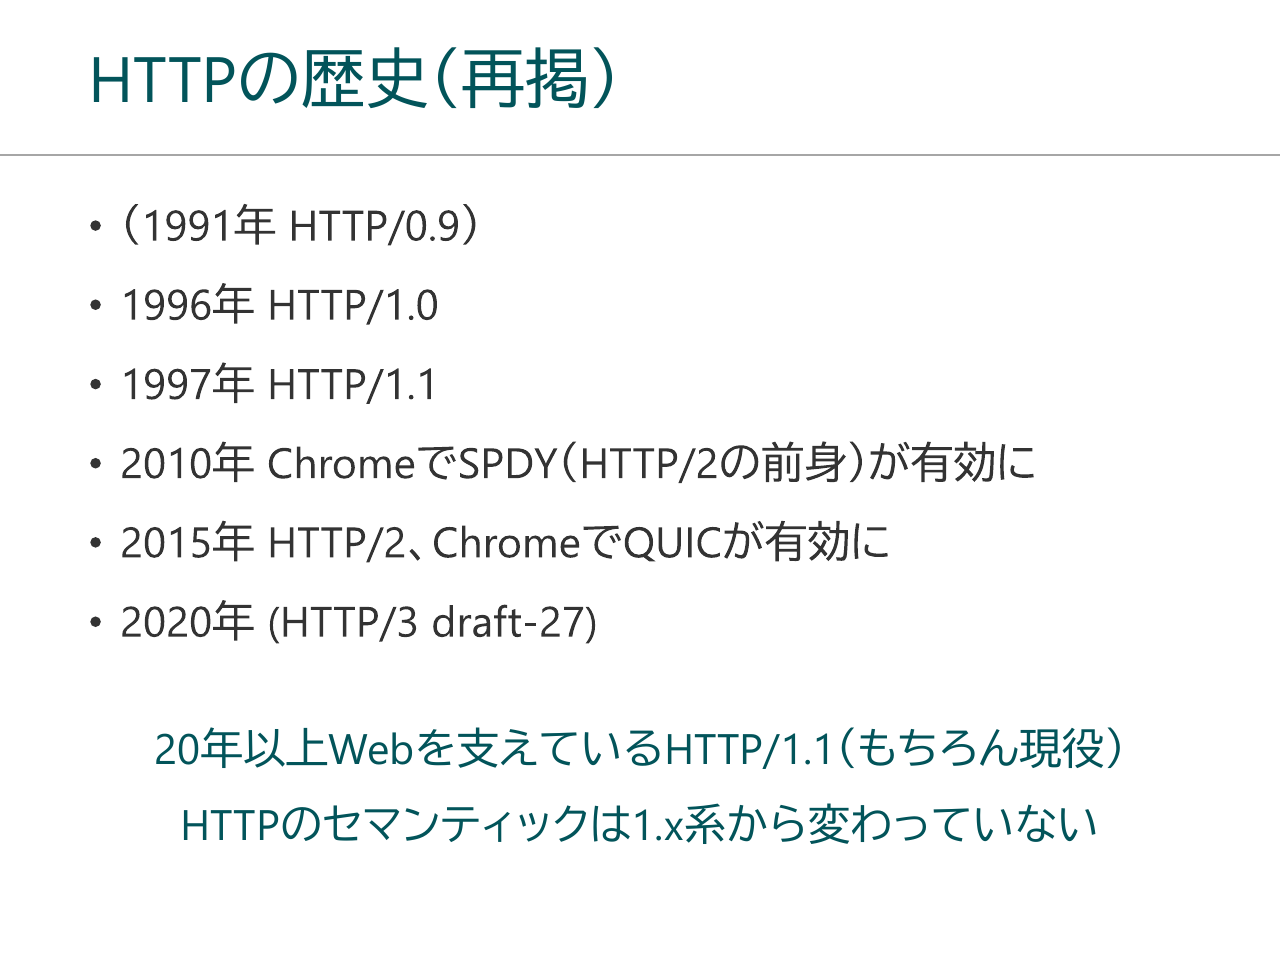 HTTPの歴史（再掲）
• （1991年 HTTP/0.9）
• 1996年 HTTP/1.0
• 1997年 HTTP/1.1
• 2010年 ChromeでSPDY（HTTP/2の前身）が有効に
• 2015年 HTTP/2、ChromeでQUICが有効に
• 2020年 (HTTP/3 draft-27)
20年以上Webを支えているHTTP/1.1（もちろん現役）
HTTPのセマンティックは1.x系から変わっていない